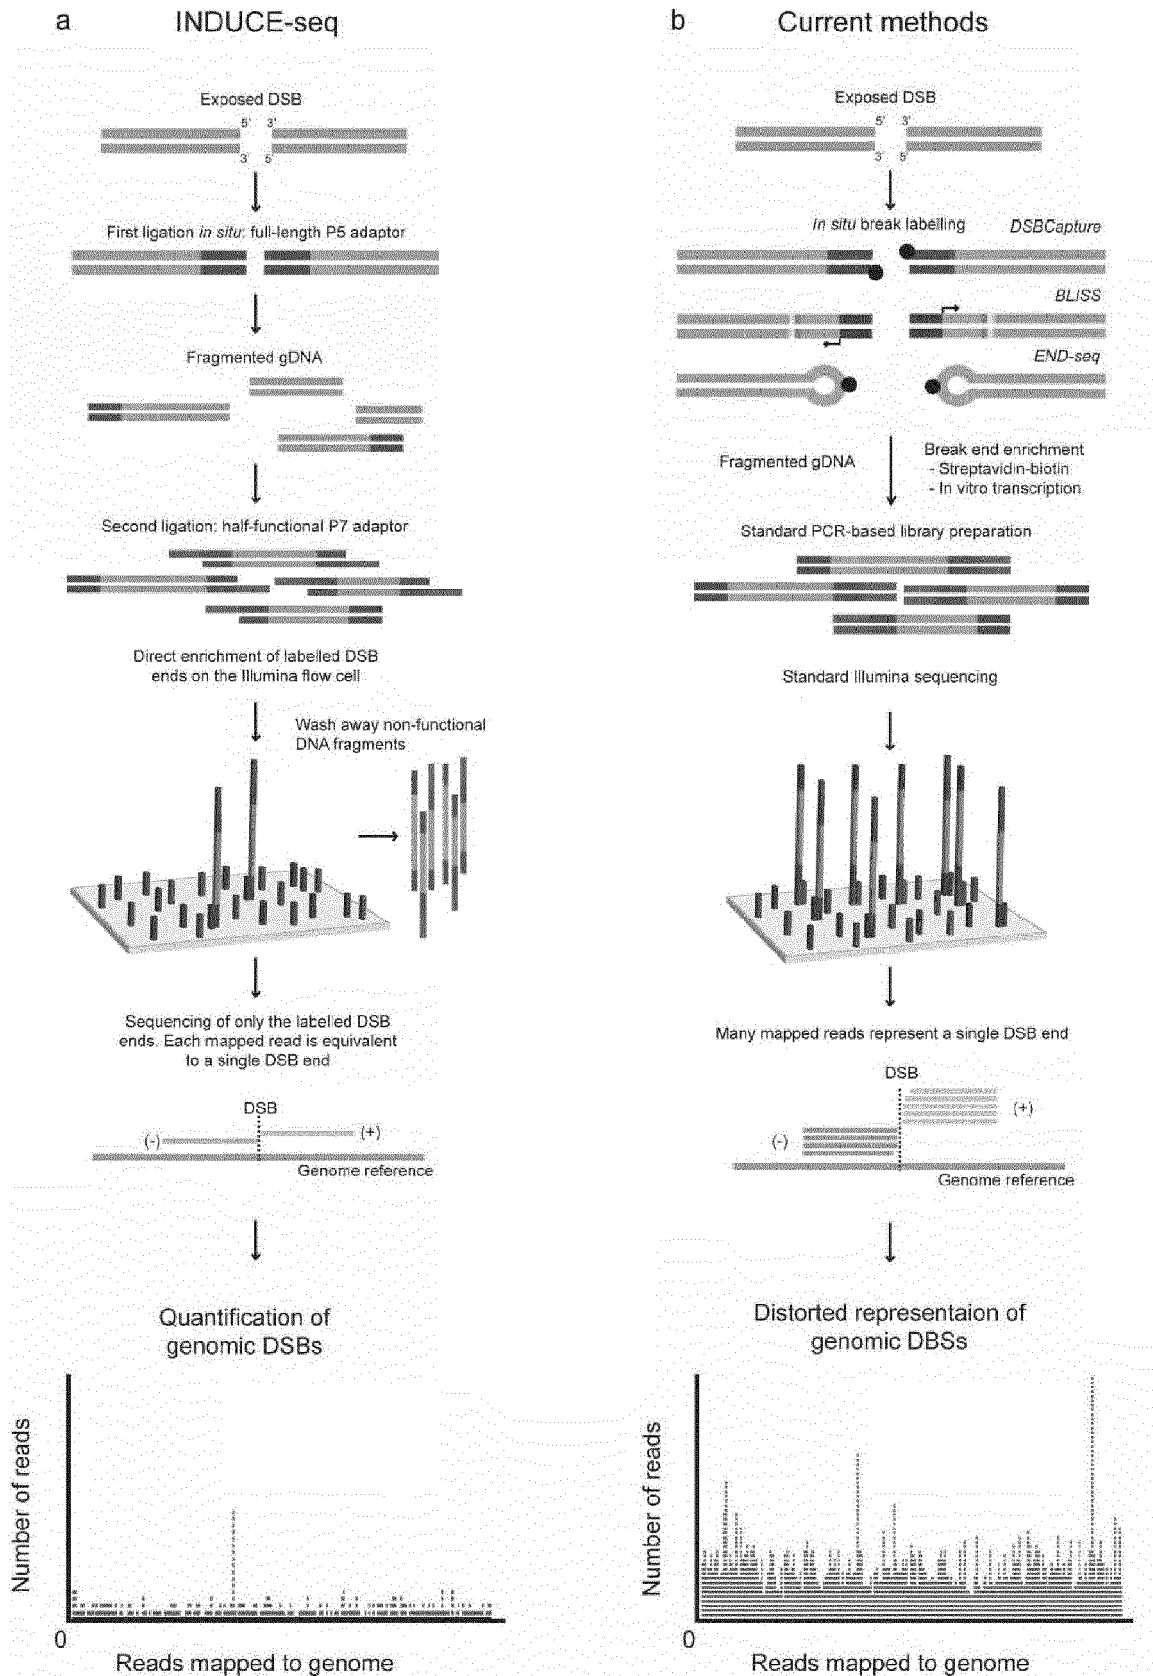 a
INDUCE-seq
Exposed DSB
5' 3'
3' 5'
First ligation in situ: full-length P5 adaptor
Fragmented gDNA
Second ligation: half-functional P7 adaptor
Direct enrichment of labelled DSB
ends on the Illumina flow cell
Wash away non-functional
DNA fragments
Sequencing of only the labelled DSB
ends. Each mapped read is equivalent
to a single DSB end
DSB
(-)
(+)
Genome reference
Quantification of
genomic DSBs
Number of reads
0
Reads mapped to genome
b
Current methods
Exposed DSB
5' 3'
3' 5'
In situ break labelling
DSBCapture
BLISS
END-seq
Fragmented gDNA
Break end enrichment
- Streptavidin-biotin
- In vitro transcription
Standard PCR-based library preparation
Standard Illumina sequencing
Many mapped reads represent a single DSB end
DSB
(+)
(-)
Genome reference
Distorted representaion of
genomic DBSs
Number of reads
0
Reads mapped to genome